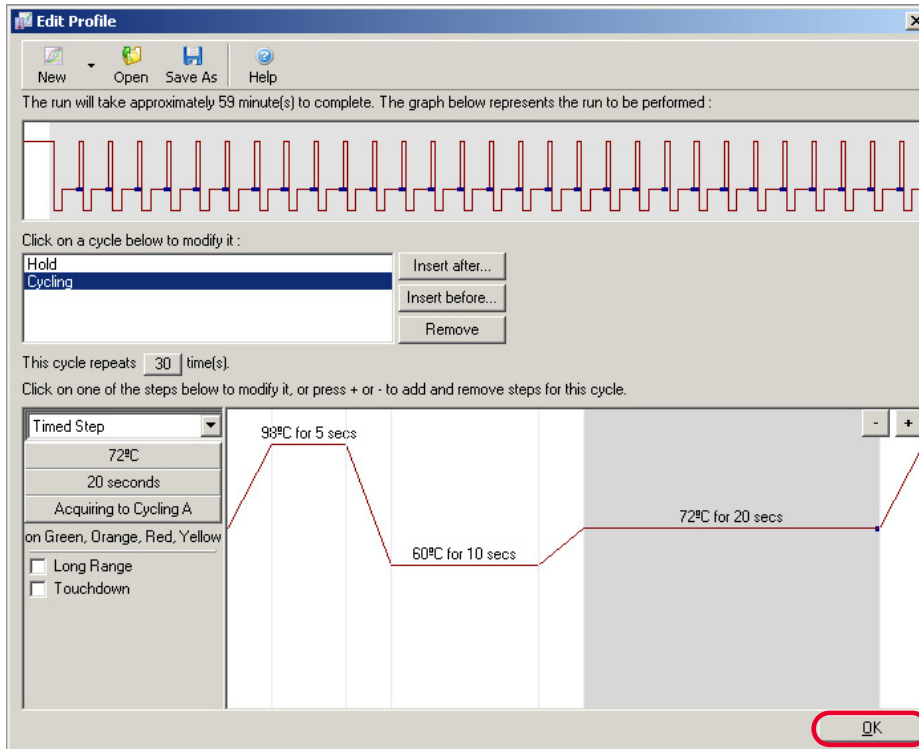 Edit Profile
New Open Save As Help
The run will take approximately 59 minute(s) to complete. The graph below represents the run to be performed :
Click on a cycle below to modify it :
Hold
Cycling
Insert after...
Insert before...
Remove
This cycle repeats 30 time(s).
Click on one of the steps below to modify it, or press + or - to add and remove steps for this cycle.
Timed Step
72ºC
20 seconds
Acquiring to Cycling A
on Green, Orange, Red, Yellow
Long Range
Touchdown
98ºC for 5 secs
60ºC for 10 secs
72ºC for 20 secs
- +
OK